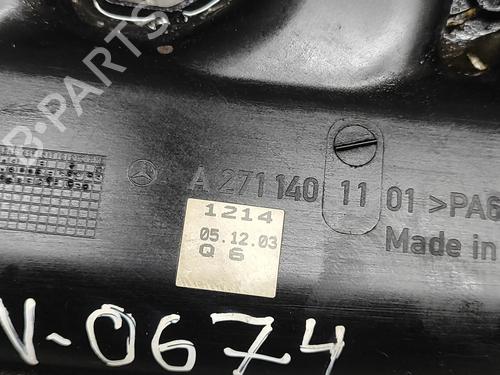 B-PARTS
A 271 140 11 01 >PA6
Made in
1214
05.12.03
Q 6
V-0674